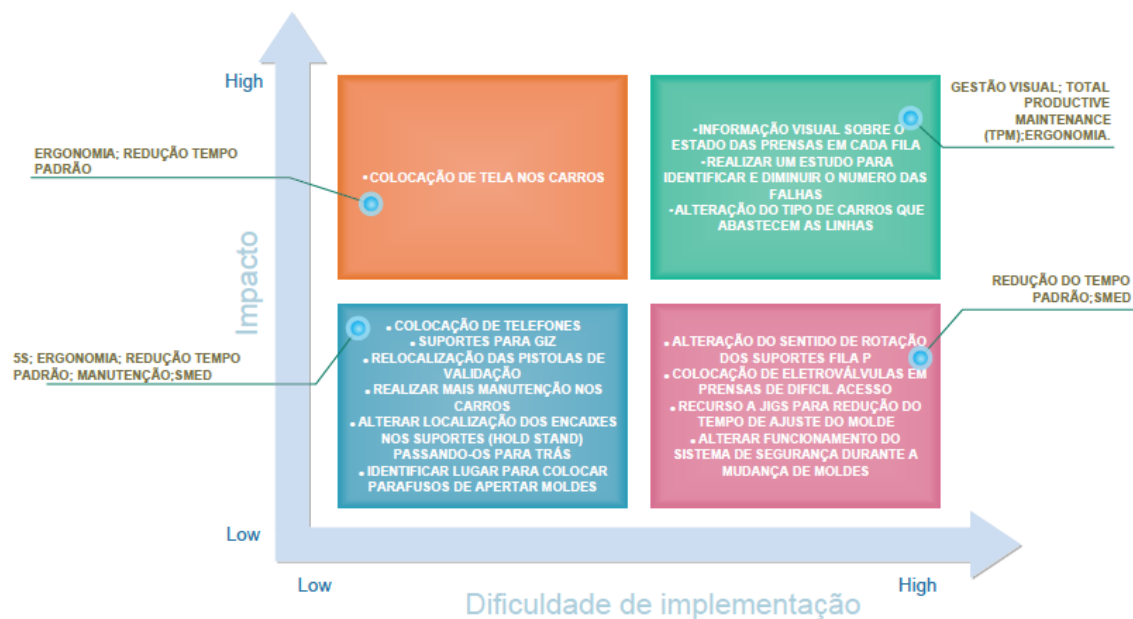 High
GESTÃO VISUAL; TOTAL
PRODUCTIVE
MAINTENANCE
(TPM);ERGONOMIA.
ERGONOMIA; REDUÇÃO TEMPO
PADRÃO
▪COLOCAÇÃO DE TELA NOS CARROS
▪INFORMAÇÃO VISUAL SOBRE O
ESTADO DAS PRENSAS EM CADA FILA
▪REALIZAR UM ESTUDO PARA
IDENTIFICAR E DIMINUIR O NUMERO DAS
FALHAS
▪ALTERAÇÃO DO TIPO DE CARROS QUE
ABASTECEM AS LINHAS
Impacto
REDUÇÃO DO TEMPO
PADRÃO;SMED
5S; ERGONOMIA; REDUÇÃO TEMPO
PADRÃO; MANUTENÇÃO;SMED
▪ COLOCAÇÃO DE TELEFONES
▪ SUPORTES PARA GIZ
▪ RELOCALIZAÇÃO DAS PISTOLAS DE
VALIDAÇÃO
▪ REALIZAR MAIS MANUTENÇÃO NOS
CARROS
▪ ALTERAR LOCALIZAÇÃO DOS ENCAIXES
NOS SUPORTES (HOLD STAND)
PASSANDO-OS PARA TRÁS
▪ IDENTIFICAR LUGAR PARA COLOCAR
PARAFUSOS DE APERTAR MOLDES
▪ ALTERAÇÃO DO SENTIDO DE ROTAÇÃO
DOS SUPORTES FILA P
▪ COLOCAÇÃO DE ELETROVÁLVULAS EM
PRENSAS DE DIFICIL ACESSO
▪ RECURSO A JIGS PARA REDUÇÃO DO
TEMPO DE AJUSTE DO MOLDE
▪ ALTERAR FUNCIONAMENTO DO
SISTEMA DE SEGURANÇA DURANTE A
MUDANÇA DE MOLDES
Low
Low
High
Dificuldade de implementação